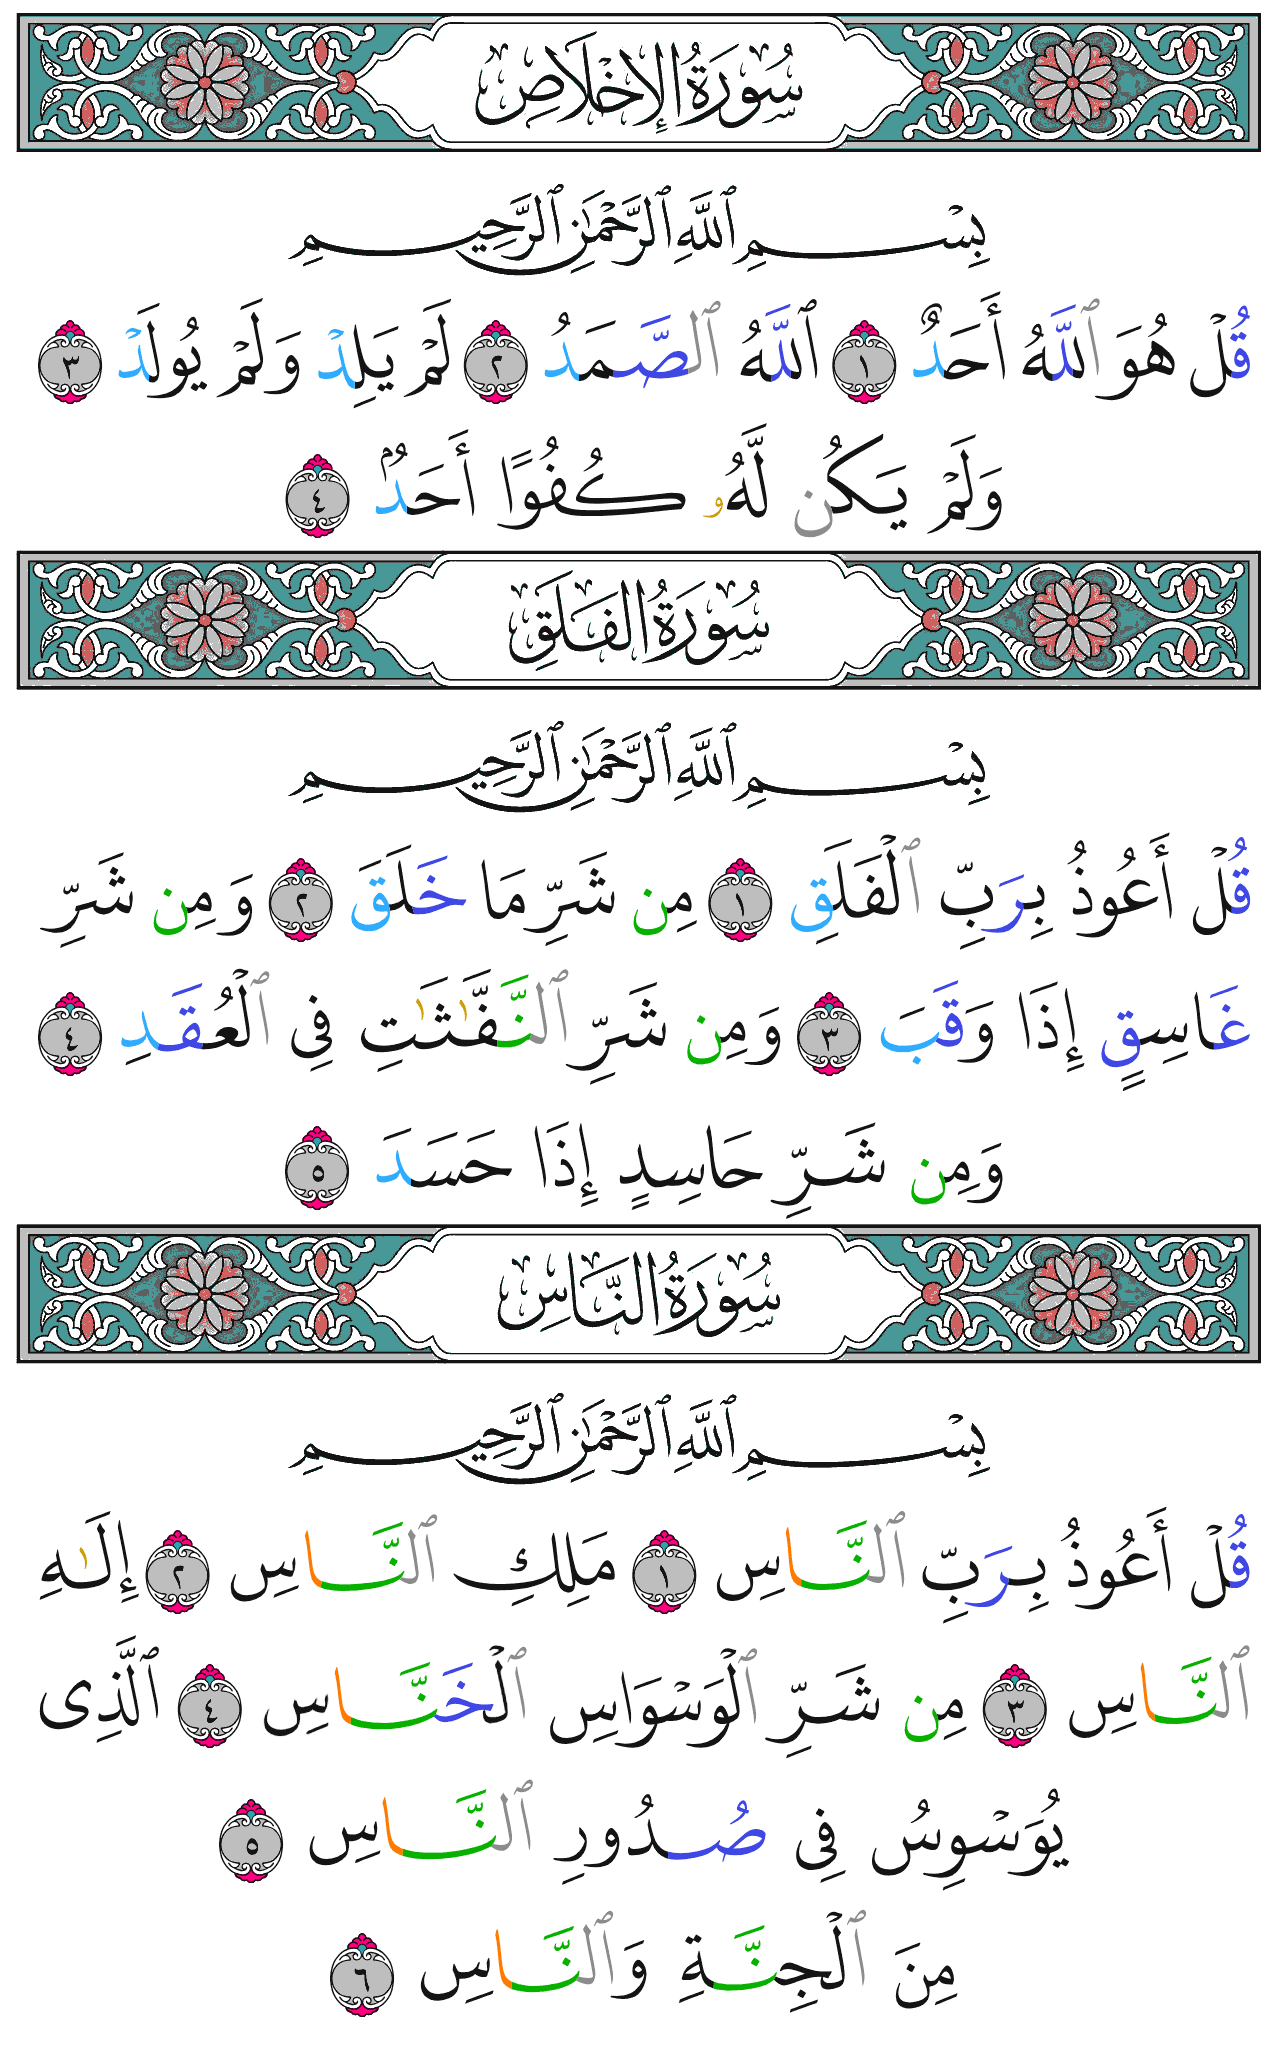 سُورَةُ الإِخْلَاصِ
بِسْمِ ٱللَّهِ ٱلرَّحْمَٰنِ ٱلرَّحِيمِ
قُلْ هُوَ ٱللَّهُ أَحَدٌ ١ ٱللَّهُ ٱلصَّمَدُ ٢ لَمْ يَلِدْ وَلَمْ يُولَدْ ٣
وَلَمْ يَكُن لَّهُۥ كُفُوًا أَحَدٌۢ ٤
سُورَةُ الفَلَقِ
بِسْمِ ٱللَّهِ ٱلرَّحْمَٰنِ ٱلرَّحِيمِ
قُلْ أَعُوذُ بِرَبِّ ٱلْفَلَقِ ١ مِن شَرِّ مَا خَلَقَ ٢ وَمِن شَرِّ
غَاسِقٍ إِذَا وَقَبَ ٣ وَمِن شَرِّ ٱلنَّفَّٰثَٰتِ فِى ٱلْعُقَدِ ٤
وَمِن شَرِّ حَاسِدٍ إِذَا حَسَدَ ٥
سُورَةُ النَّاسِ
بِسْمِ ٱللَّهِ ٱلرَّحْمَٰنِ ٱلرَّحِيمِ
قُلْ أَعُوذُ بِرَبِّ ٱلنَّاسِ ١ مَلِكِ ٱلنَّاسِ ٢ إِلَٰهِ
ٱلنَّاسِ ٣ مِن شَرِّ ٱلْوَسْوَاسِ ٱلْخَنَّاسِ ٤ ٱلَّذِى
يُوَسْوِسُ فِى صُدُورِ ٱلنَّاسِ ٥
مِنَ ٱلْجِنَّةِ وَٱلنَّاسِ ٦